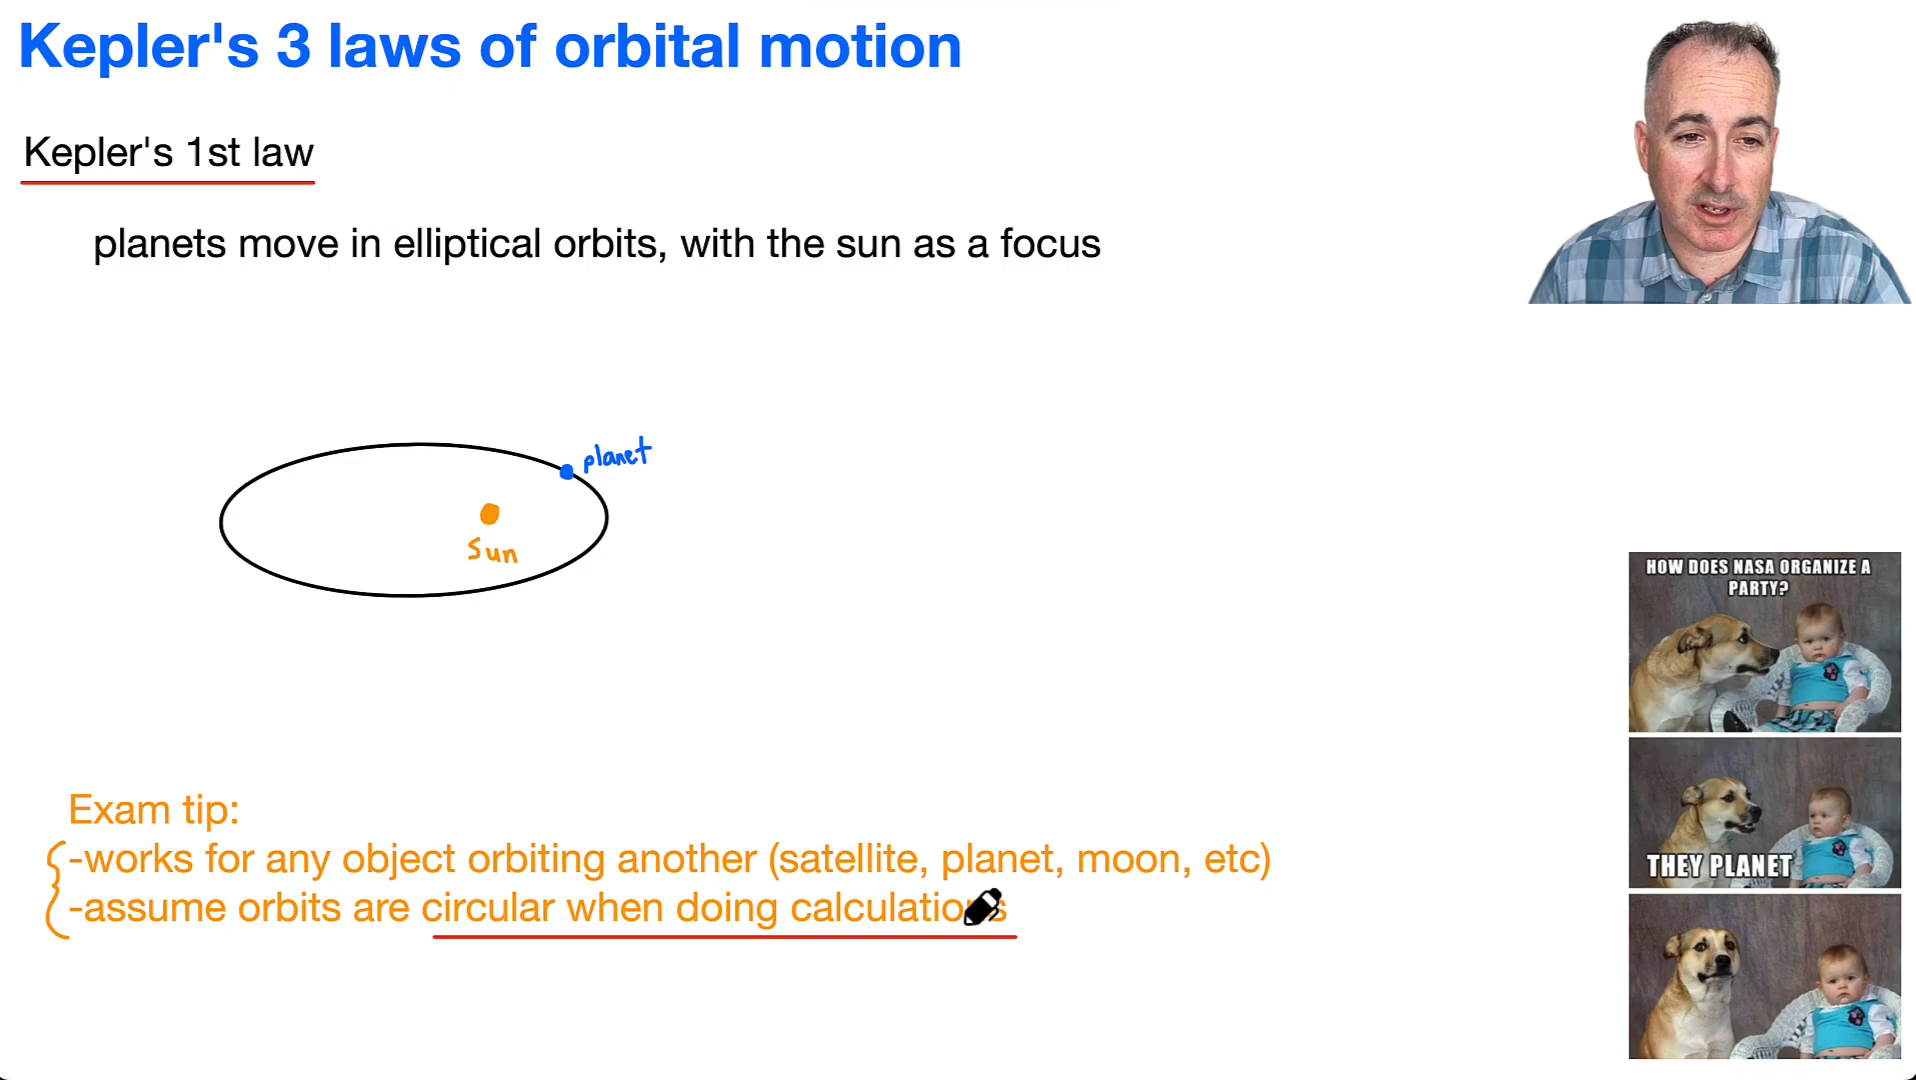 Kepler's 3 laws of orbital motion
Kepler's 1st law
planets move in elliptical orbits, with the sun as a focus
planet
Sun
Exam tip:
-works for any object orbiting another (satellite, planet, moon, etc)
-assume orbits are circular when doing calculations
HOW DOES NASA ORGANIZE A
PARTY?
THEY PLANET